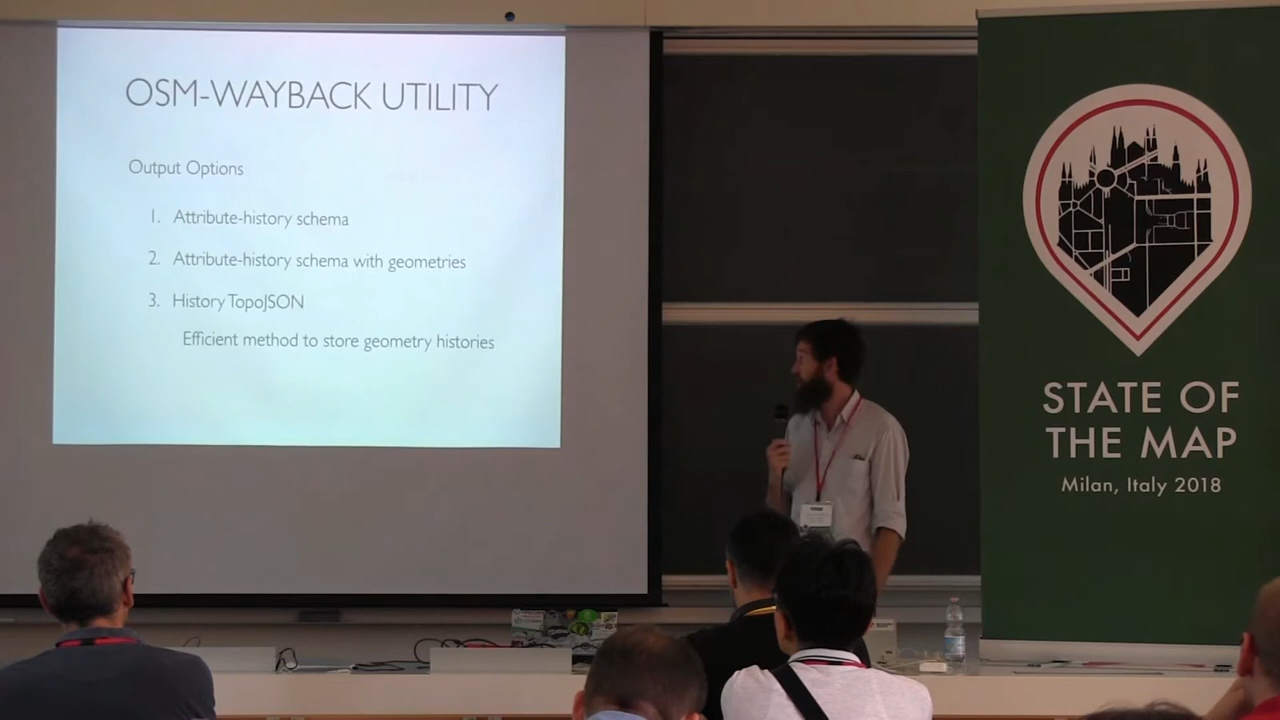 OSM-WAYBACK UTILITY
Output Options
1. Attribute-history schema
2. Attribute-history schema with geometries
3. History TopoJSON
Efficient method to store geometry histories
STATE OF
THE MAP
Milan, Italy 2018